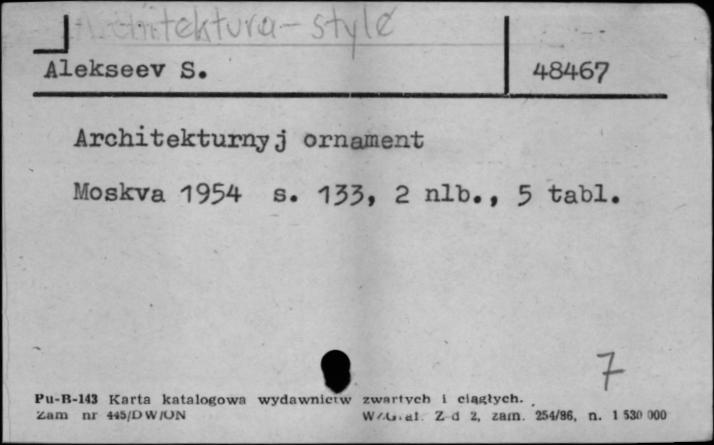 Architektura - style
Alekseev S. 48467
Architekturnyj ornament
Moskva 1954 s. 133, 2 nlb., 5 tabl.
7
Pu-B-143 Karta katalogowa wydawnictw zwartych i ciągłych.
Zam nr 445/DW/UN Z-d 2, zam. 254/86, n. 1 530 000